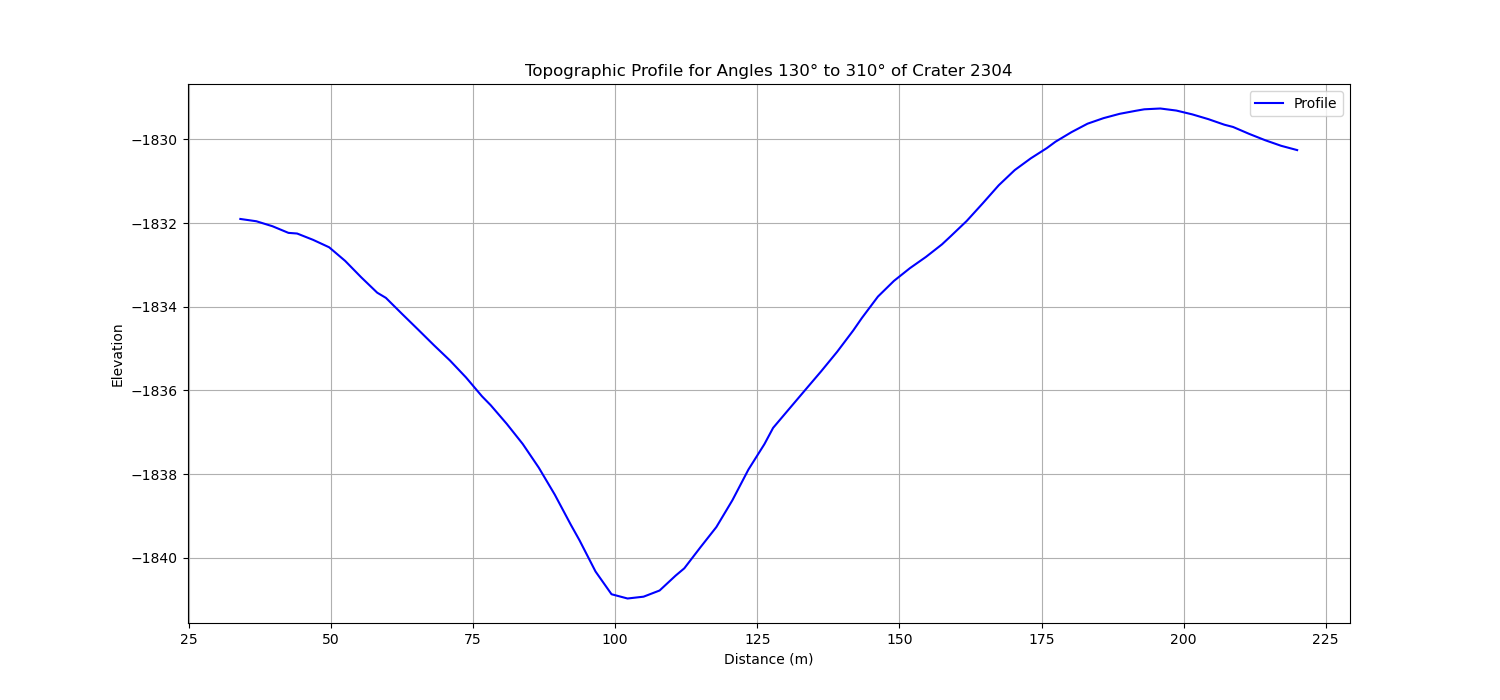 Topographic Profile for Angles 130° to 310° of Crater 2304
Profile
−1830
−1832
−1834
−1836
−1838
−1840
Elevation
25 50 75 100 125 150 175 200 225
Distance (m)